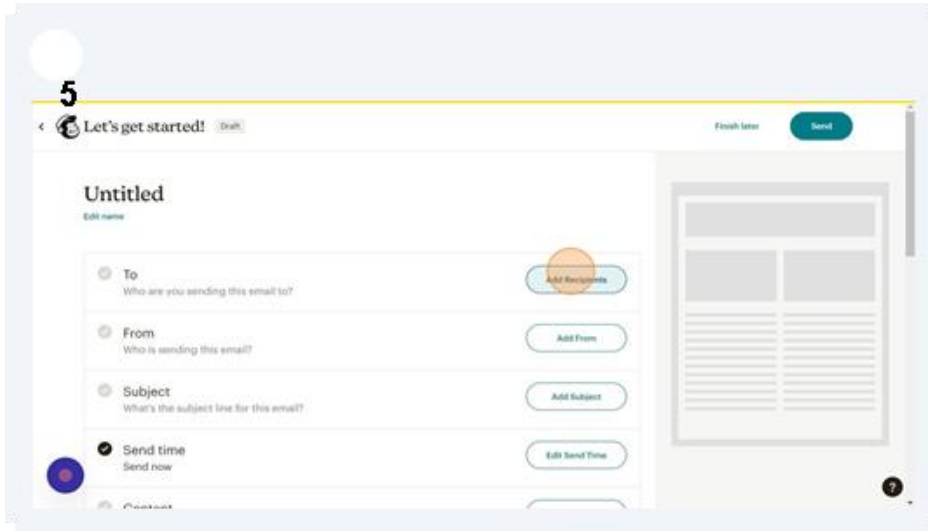 5
Let's get started! Draft Finish later Send
Untitled
Edit name
To
Who are you sending this email to?
Add Recipients
From
Who is sending this email?
Add From
Subject
What's the subject line for this email?
Add Subject
Send time
Send now
Edit Send Time
Content
?